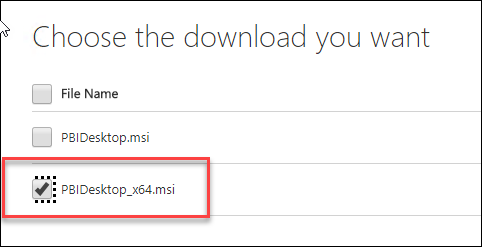 Choose the download you want
File Name
PBIDesktop.msi
PBIDesktop_x64.msi